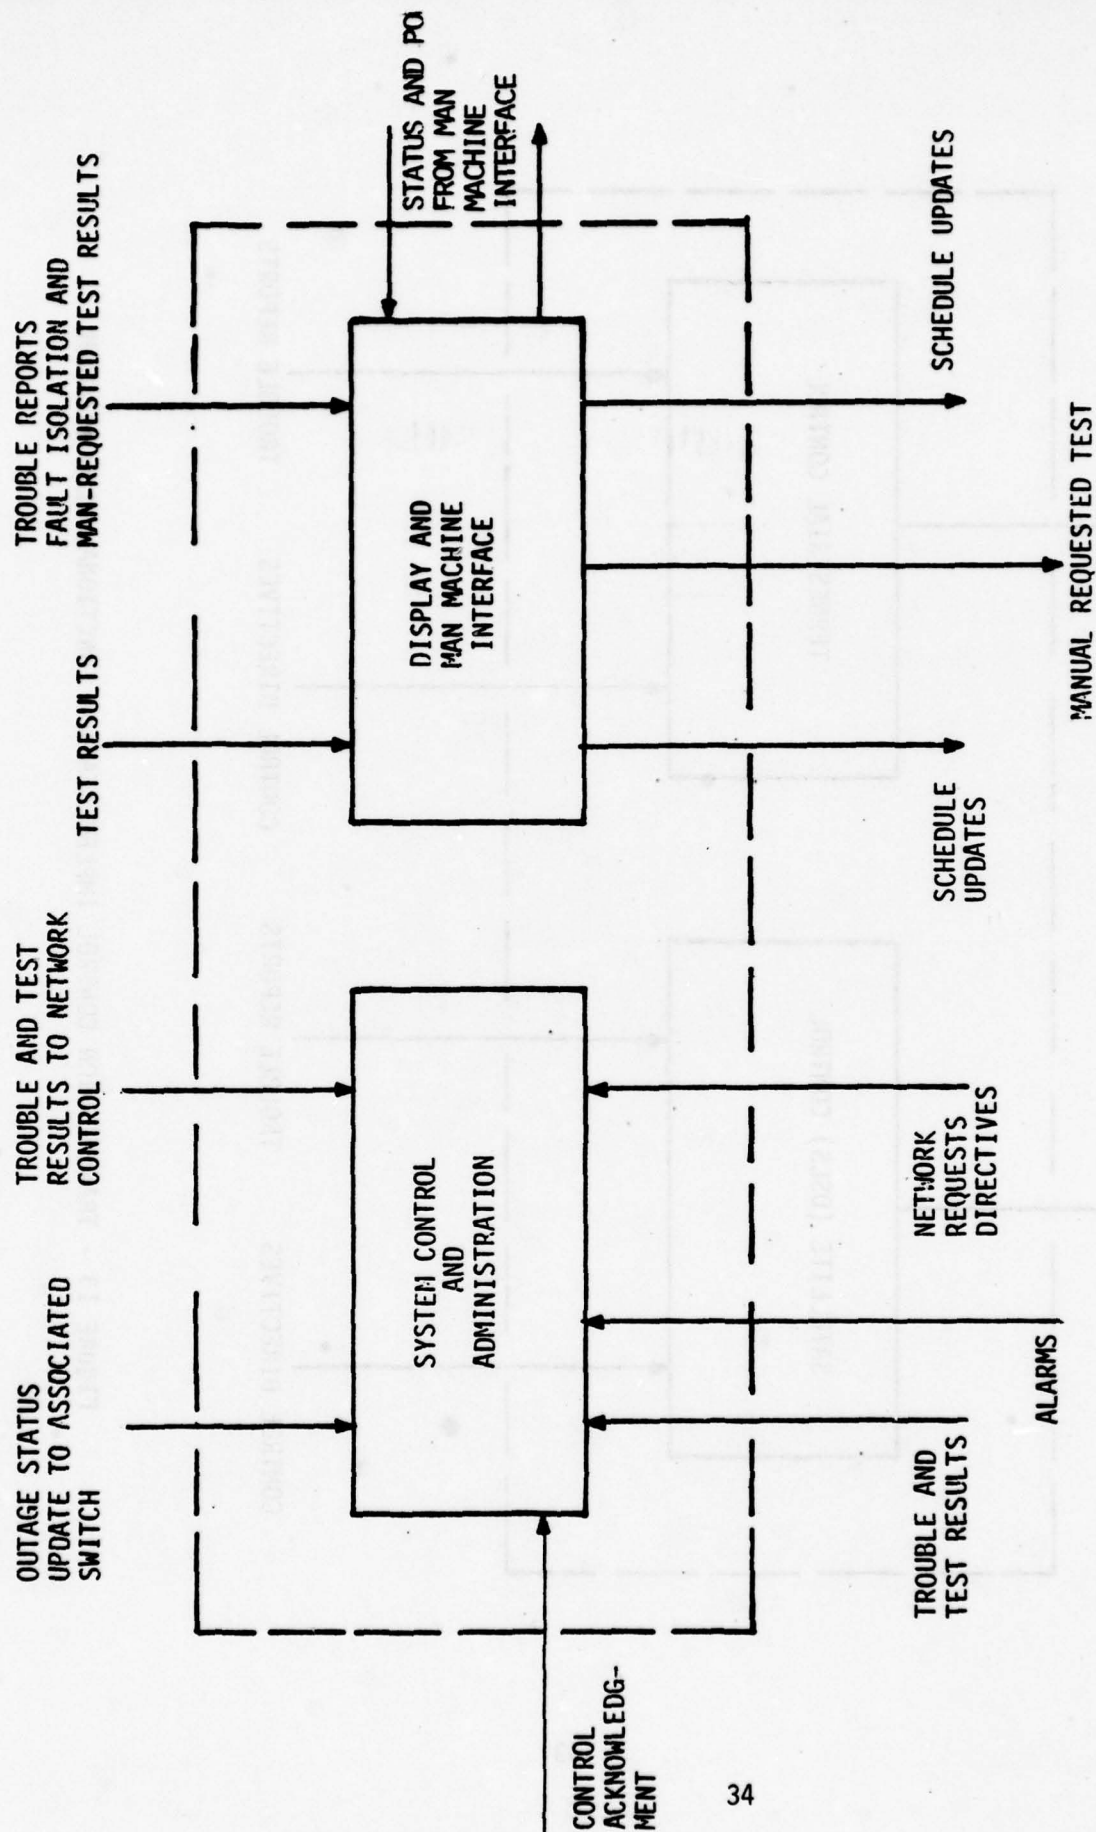 OUTAGE STATUS
UPDATE TO ASSOCIATED
SWITCH
TROUBLE AND TEST
RESULTS TO NETWORK
CONTROL
TEST RESULTS
TROUBLE REPORTS
FAULT ISOLATION AND
MAN-REQUESTED TEST RESULTS
SYSTEM CONTROL
AND
ADMINISTRATION
DISPLAY AND
MAN MACHINE
INTERFACE
STATUS AND
FROM MAN
MACHINE
INTERFACE
CONTROL
ACKNOWLEDG-
MENT
TROUBLE AND
TEST RESULTS
ALARMS
NETWORK
REQUESTS
DIRECTIVES
SCHEDULE
UPDATES
MANUAL REQUESTED TEST
SCHEDULE UPDATES
34